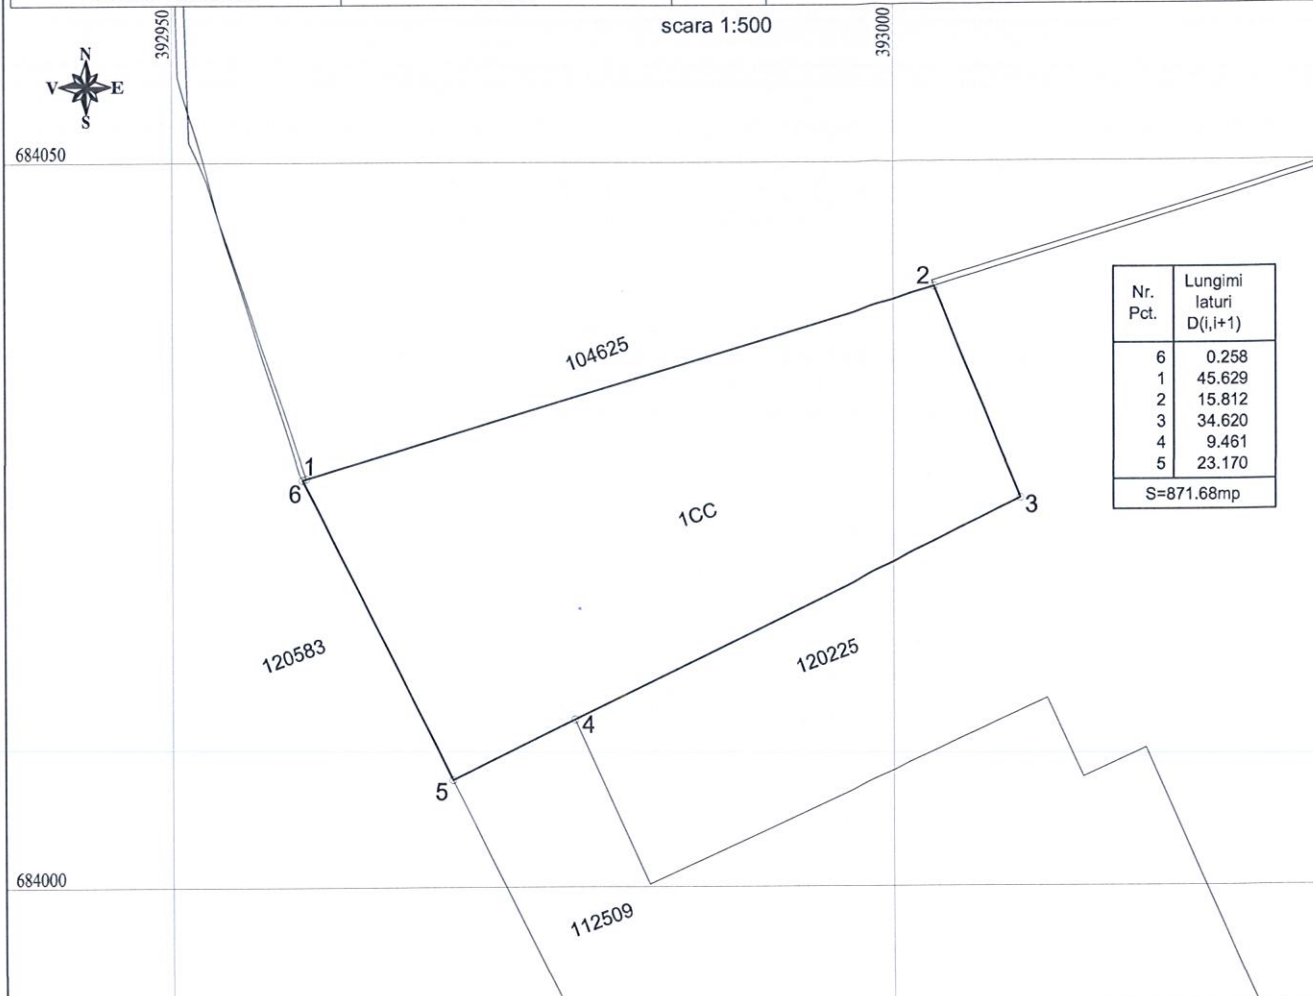 392950
scara 1:500
393000
N
V E
S
684050
2
Nr. Pct.
Lungimi laturi D(i,i+1)
6 0.258
1 45.629
2 15.812
3 34.620
4 9.461
5 23.170
S=871.68mp
104625
1
6
1CC
3
120583
120225
4
5
684000
112509